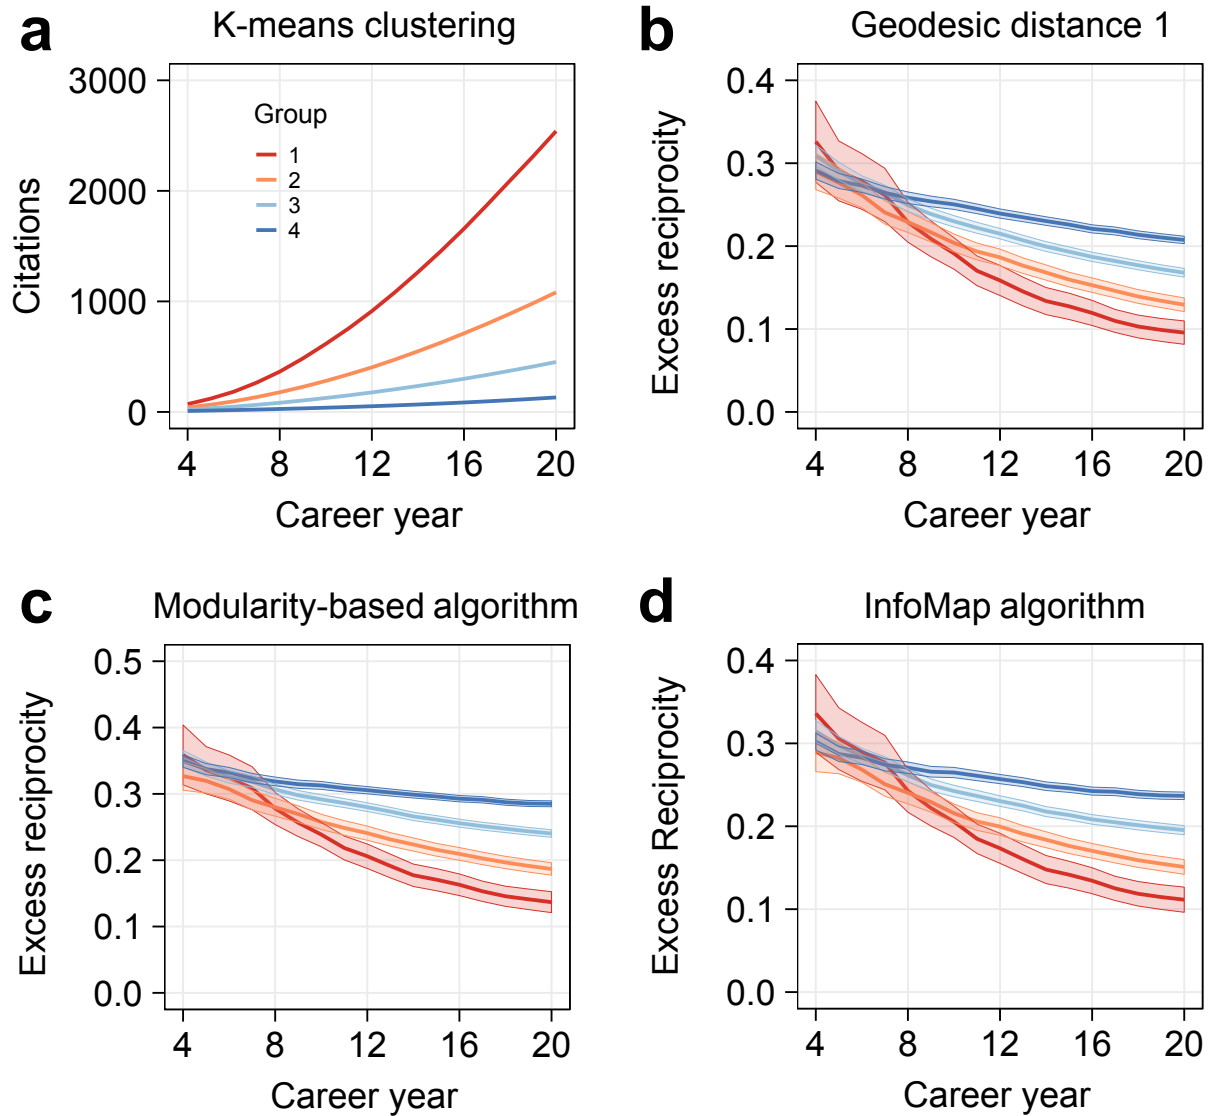 a
K-means clustering
3000
2000
1000
0
Citations
Group
1
2
3
4
4 8 12 16 20
Career year
b
Geodesic distance 1
0.4
0.3
0.2
0.1
0.0
Excess reciprocity
4 8 12 16 20
Career year
c
Modularity-based algorithm
0.5
0.4
0.3
0.2
0.1
0.0
Excess reciprocity
4 8 12 16 20
Career year
d
InfoMap algorithm
0.4
0.3
0.2
0.1
0.0
Excess Reciprocity
4 8 12 16 20
Career year